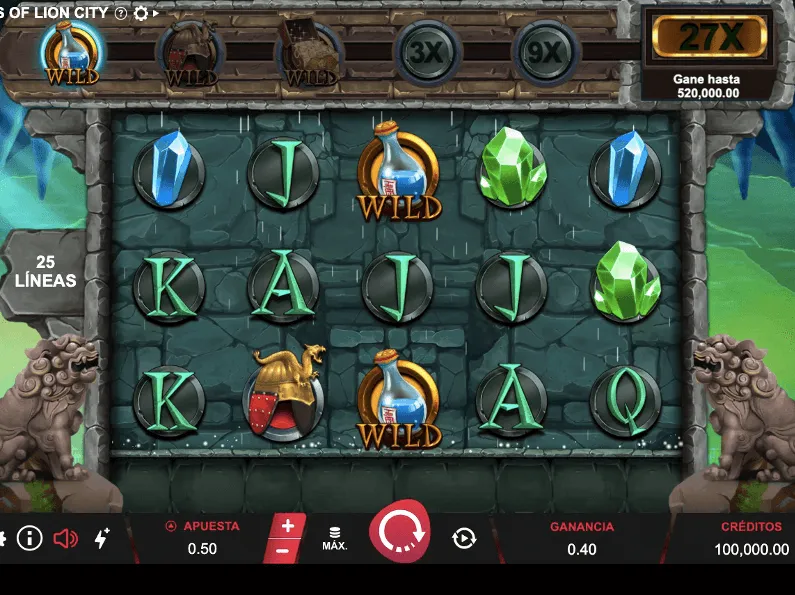 S OF LION CITY ?
WILD WILD WILD 3X 9X 27X
Gane hasta
520,000.00
J
WILD
25
LÍNEAS
K A J J
K WILD A Q
APUESTA
0.50
MÁX.
GANANCIA
0.40
CRÉDITOS
100,000.00